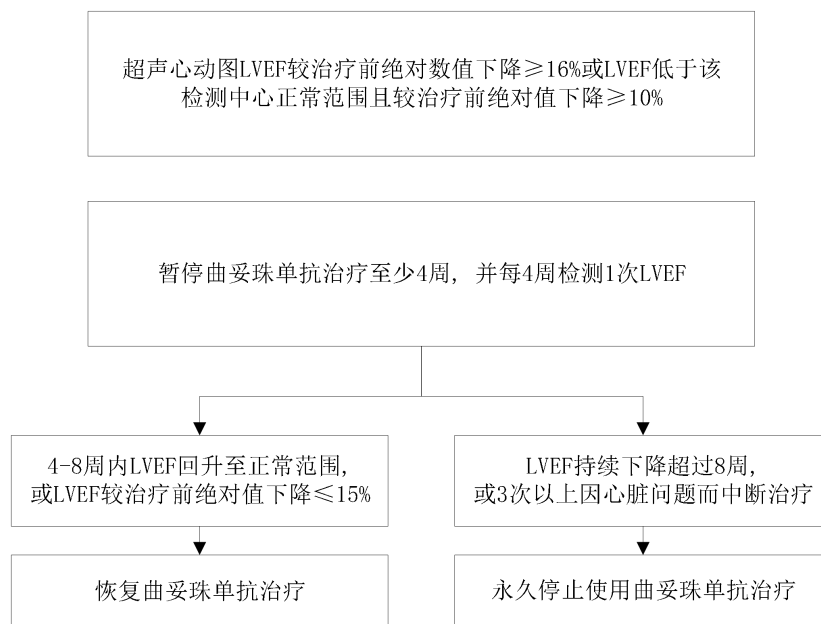 超声心动图LVEF较治疗前绝对数值下降≥16%或LVEF低于该
检测中心正常范围且较治疗前绝对值下降≥10%
暂停曲妥珠单抗治疗至少4周, 并每4周检测1次LVEF
4-8周内LVEF回升至正常范围,
或LVEF较治疗前绝对值下降≤15%
LVEF持续下降超过8周,
或3次以上因心脏问题而中断治疗
恢复曲妥珠单抗治疗
永久停止使用曲妥珠单抗治疗